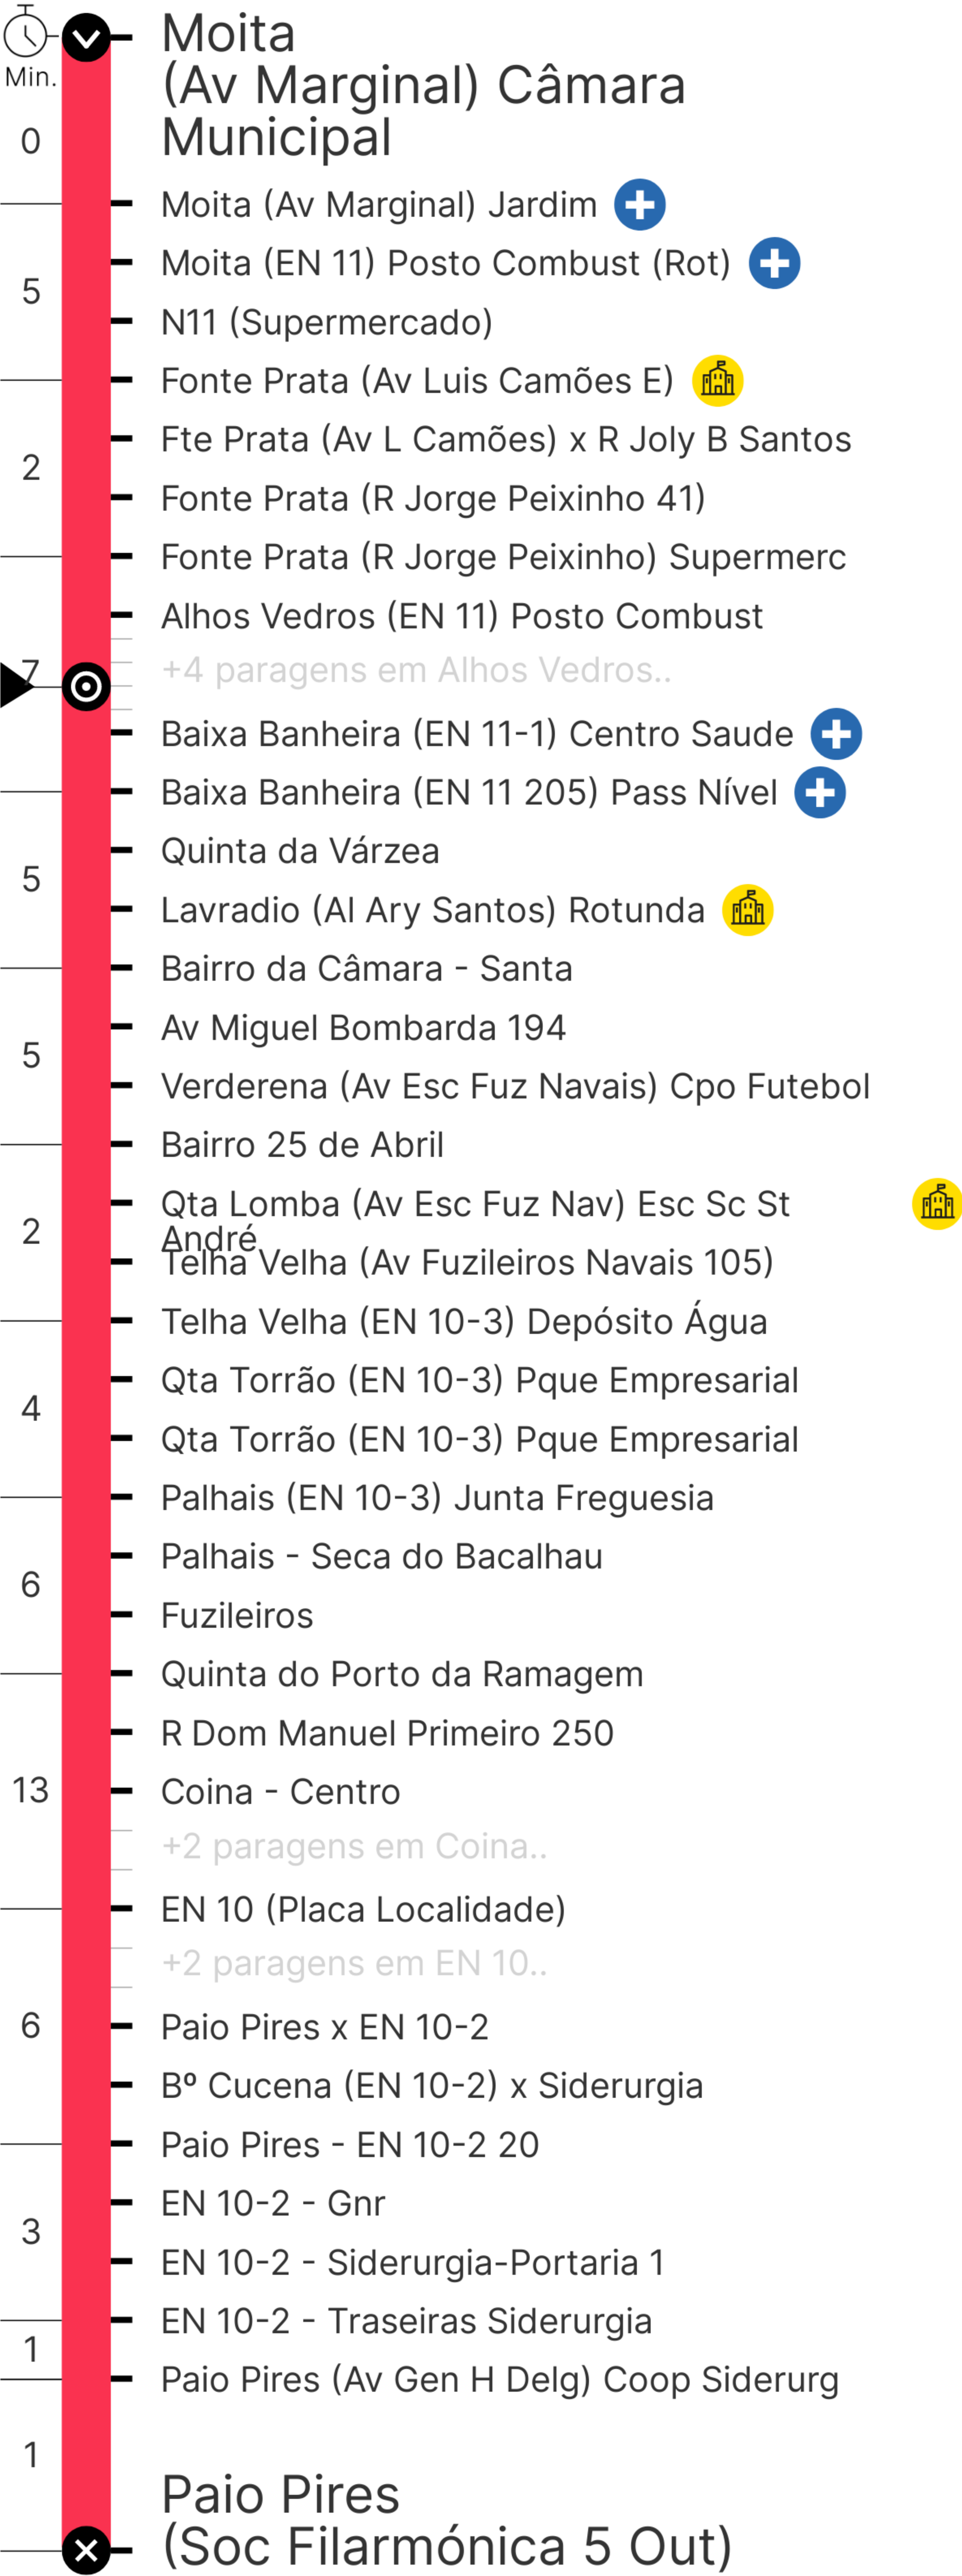 Min.
Moita
(Av Marginal) Câmara
Municipal
0
Moita (Av Marginal) Jardim
Moita (EN 11) Posto Combust (Rot)
5
N11 (Supermercado)
Fonte Prata (Av Luis Camões E)
Fte Prata (Av L Camões) x R Joly B Santos
2
Fonte Prata (R Jorge Peixinho 41)
Fonte Prata (R Jorge Peixinho) Supermerc
Alhos Vedros (EN 11) Posto Combust
7
+4 paragens em Alhos Vedros..
Baixa Banheira (EN 11-1) Centro Saude
Baixa Banheira (EN 11 205) Pass Nível
Quinta da Várzea
5
Lavradio (Al Ary Santos) Rotunda
Bairro da Câmara - Santa
Av Miguel Bombarda 194
5
Verderena (Av Esc Fuz Navais) Cpo Futebol
Bairro 25 de Abril
Qta Lomba (Av Esc Fuz Nav) Esc Sc St
André
2
Telha Velha (Av Fuzileiros Navais 105)
Telha Velha (EN 10-3) Depósito Água
Qta Torrão (EN 10-3) Pque Empresarial
4
Qta Torrão (EN 10-3) Pque Empresarial
Palhais (EN 10-3) Junta Freguesia
Palhais - Seca do Bacalhau
6
Fuzileiros
Quinta do Porto da Ramagem
R Dom Manuel Primeiro 250
13
Coina - Centro
+2 paragens em Coina..
EN 10 (Placa Localidade)
+2 paragens em EN 10..
6
Paio Pires x EN 10-2
Bº Cucena (EN 10-2) x Siderurgia
Paio Pires - EN 10-2 20
EN 10-2 - Gnr
3
EN 10-2 - Siderurgia-Portaria 1
EN 10-2 - Traseiras Siderurgia
1
Paio Pires (Av Gen H Delg) Coop Siderurg
1
Paio Pires
(Soc Filarmónica 5 Out)